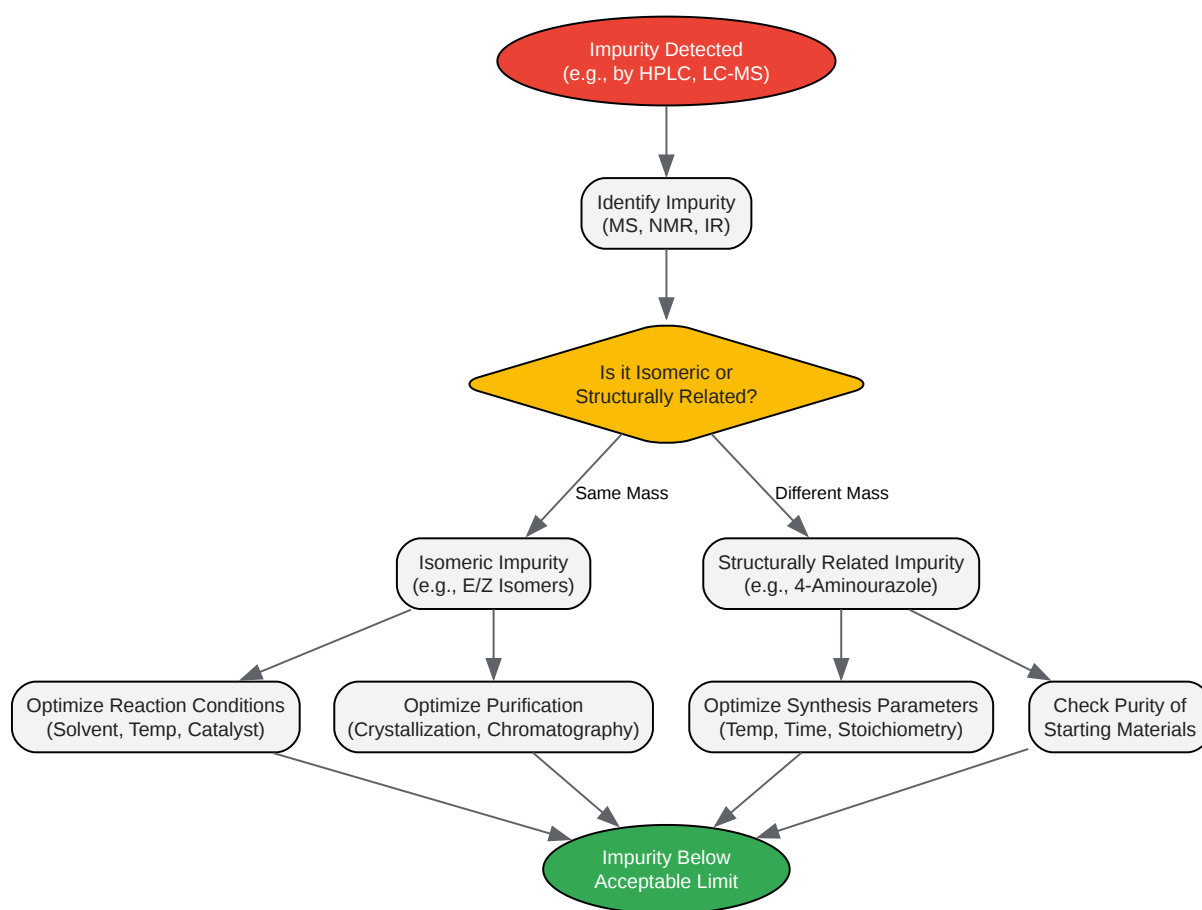 Impurity Detected
(e.g., by HPLC, LC-MS)
Identify Impurity
(MS, NMR, IR)
Is it Isomeric or
Structurally Related?
Same Mass
Different Mass
Isomeric Impurity
(e.g., E/Z Isomers)
Structurally Related Impurity
(e.g., 4-Aminourazole)
Optimize Reaction Conditions
(Solvent, Temp, Catalyst)
Optimize Purification
(Crystallization, Chromatography)
Optimize Synthesis Parameters
(Temp, Time, Stoichiometry)
Check Purity of
Starting Materials
Impurity Below
Acceptable Limit